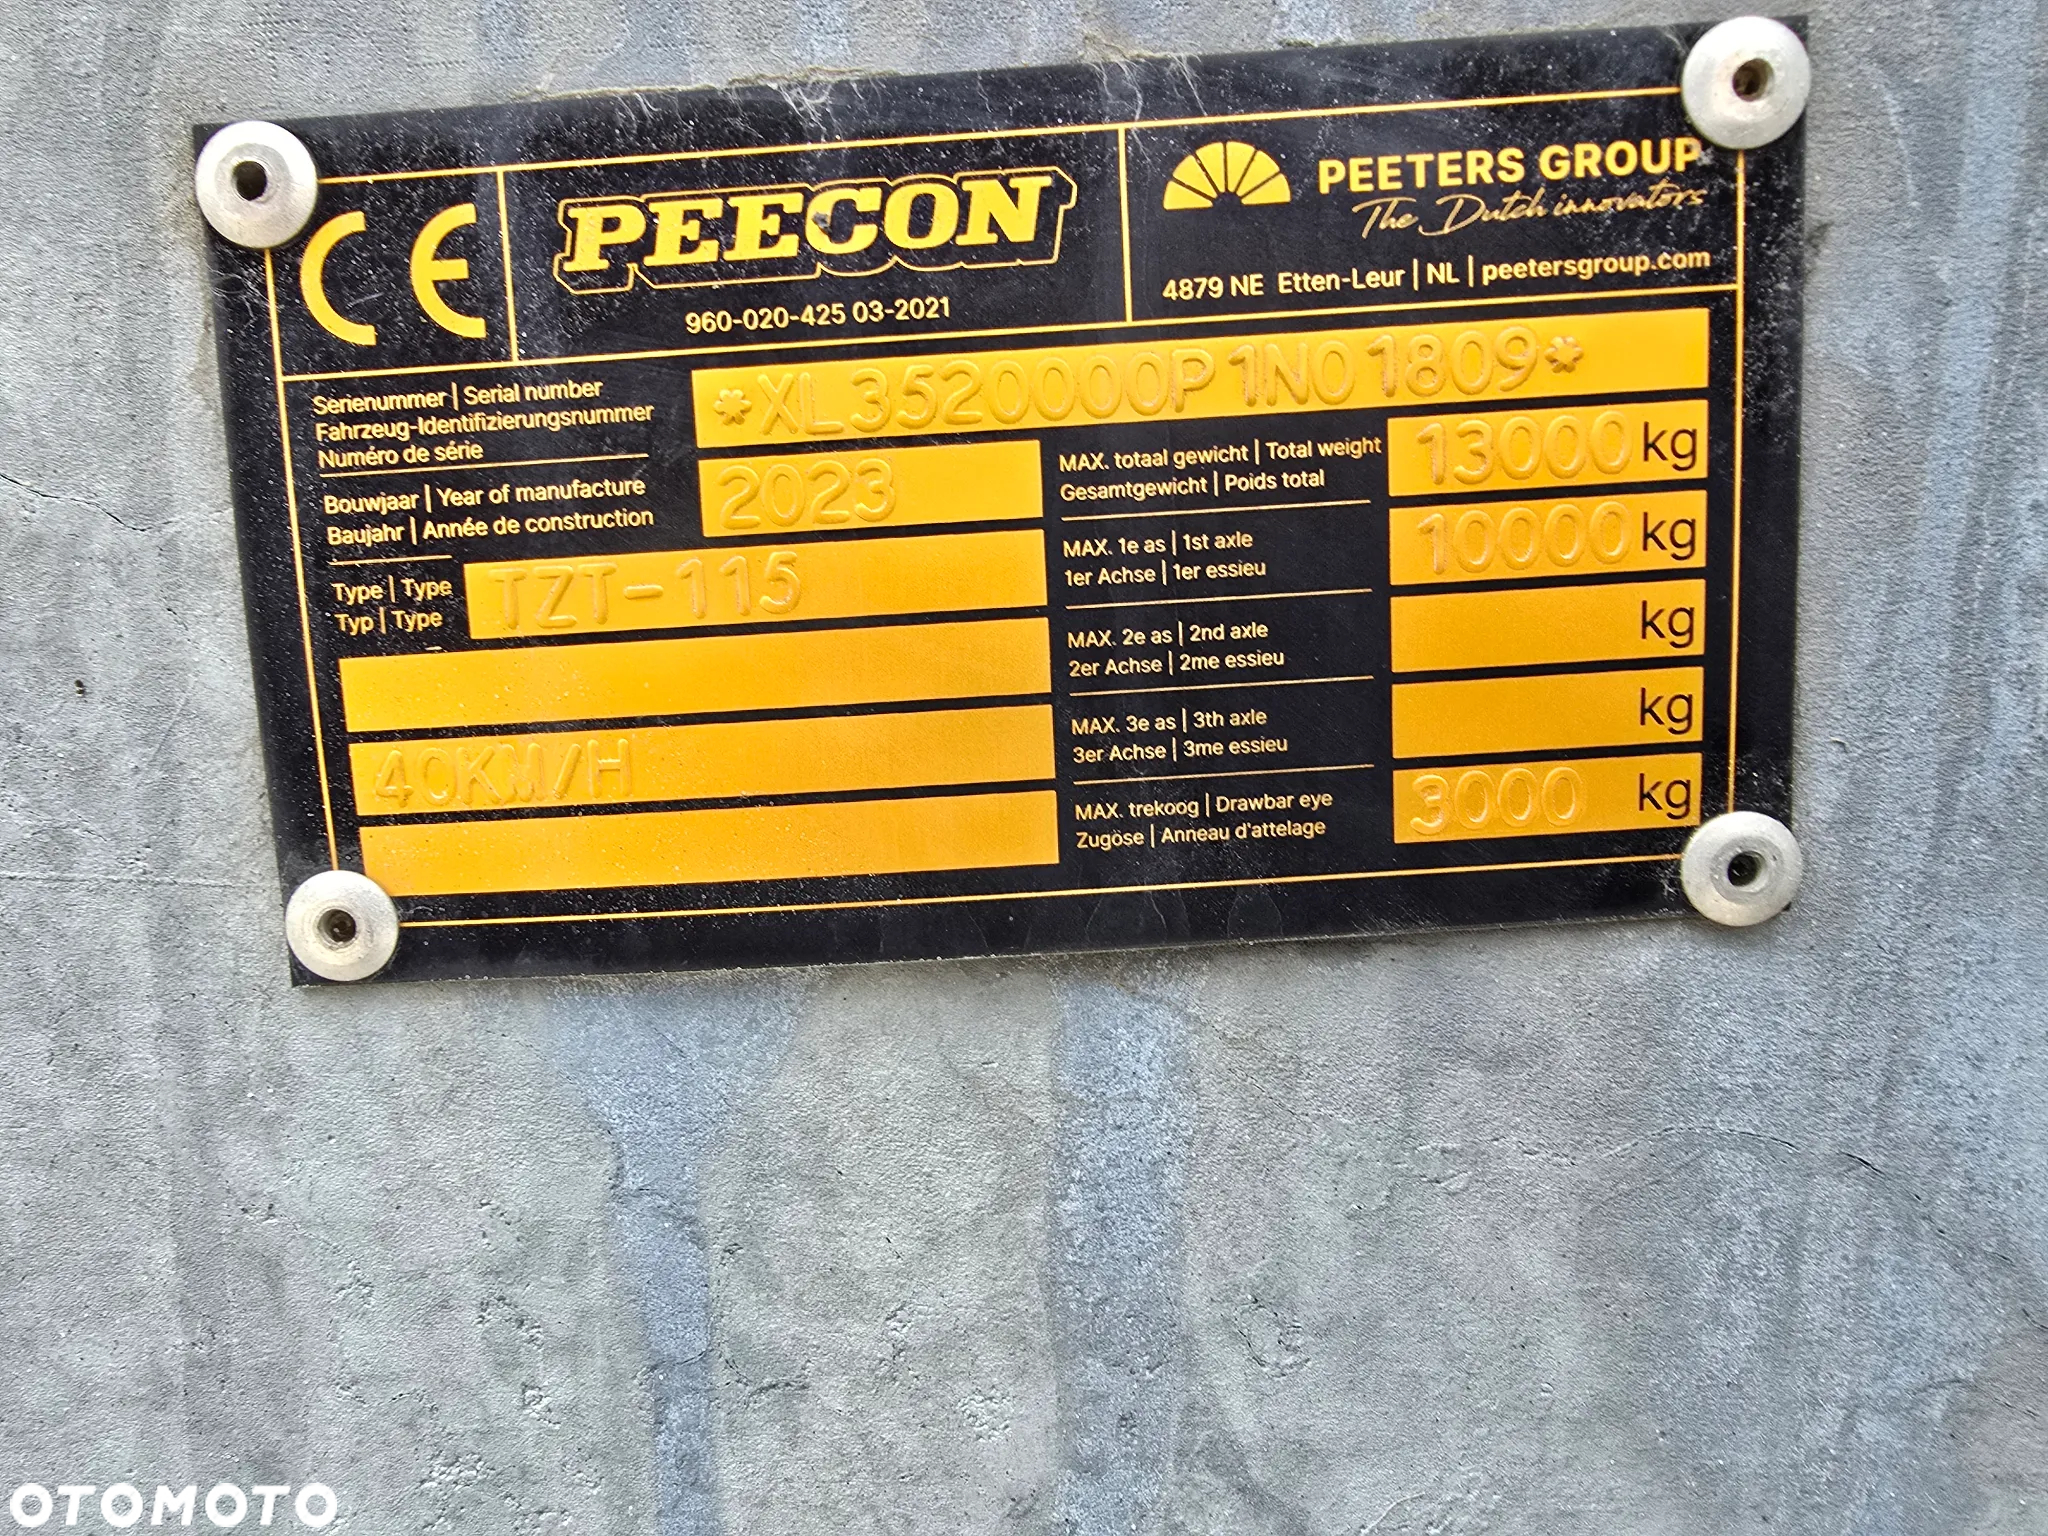 CE
PEECON
960-020-425 03-2021
PEETERS GROUP
The Dutch innovators
4879 NE Etten-Leur | NL | peetersgroup.com
Serienummer | Serial number
Fahrzeug-Identifizierungsnummer
Numéro de série
*XL3520000P1N01809*
Bouwjaar | Year of manufacture
Baujahr | Année de construction
2023
Type | Type
Typ | Type
TZT-115
40KM/H
MAX. totaal gewicht | Total weight
Gesamtgewicht | Poids total
13000 kg
MAX. 1e as | 1st axle
1er Achse | 1er essieu
10000 kg
MAX. 2e as | 2nd axle
2er Achse | 2me essieu
kg
MAX. 3e as | 3th axle
3er Achse | 3me essieu
kg
MAX. trekoog | Drawbar eye
Zugöse | Anneau d'attelage
3000 kg
OTOMOTO